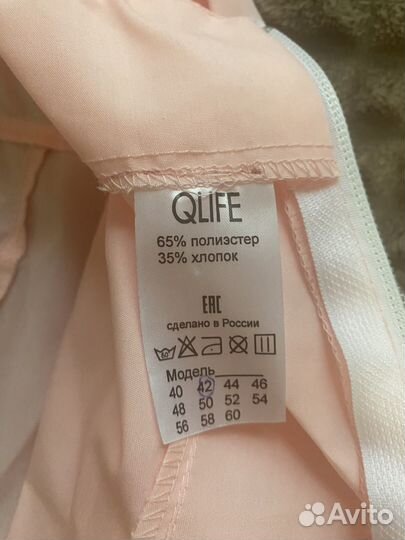 QLIFE
65% полиэстер
35% хлопок
EAC
сделано в России
Модель
40 42 44 46
48 50 52 54
56 58 60
Avito